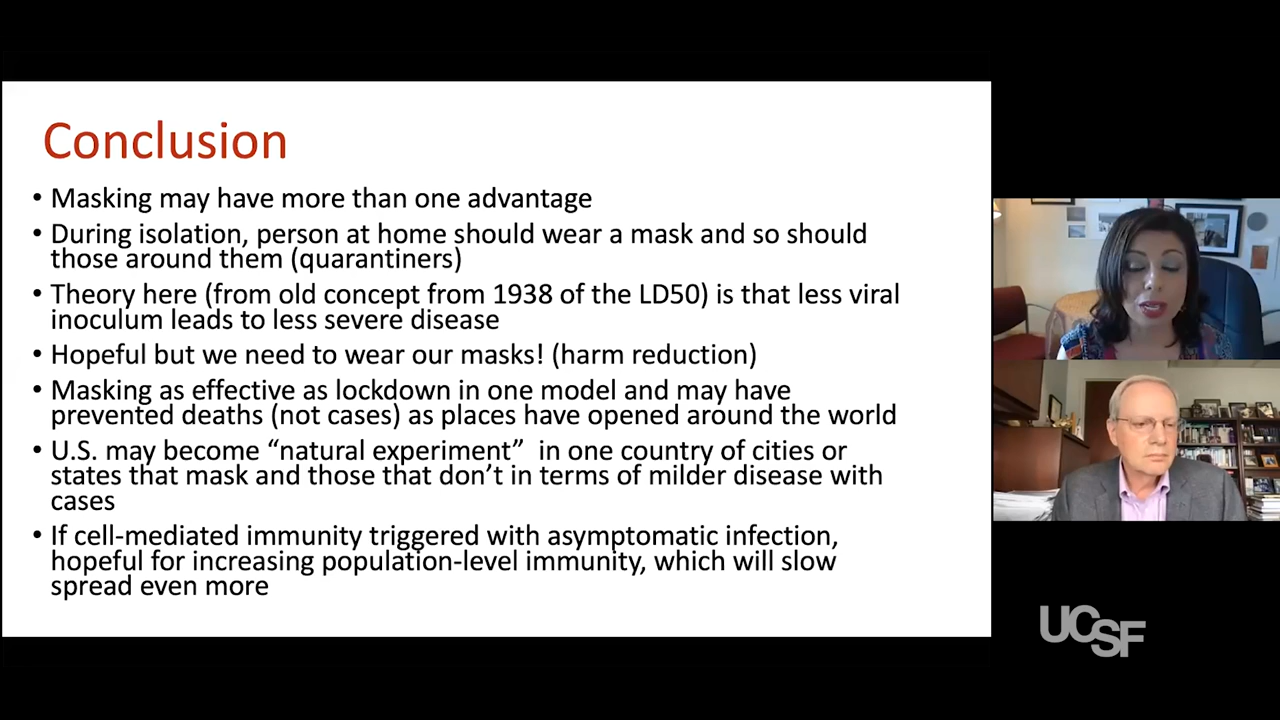 Conclusion
• Masking may have more than one advantage
• During isolation, person at home should wear a mask and so should
those around them (quarantiners)
• Theory here (from old concept from 1938 of the LD50) is that less viral
inoculum leads to less severe disease
• Hopeful but we need to wear our masks! (harm reduction)
• Masking as effective as lockdown in one model and may have
prevented deaths (not cases) as places have opened around the world
• U.S. may become “natural experiment”  in one country of cities or
states that mask and those that don’t in terms of milder disease with
cases
• If cell-mediated immunity triggered with asymptomatic infection,
hopeful for increasing population-level immunity, which will slow
spread even more
UCSF